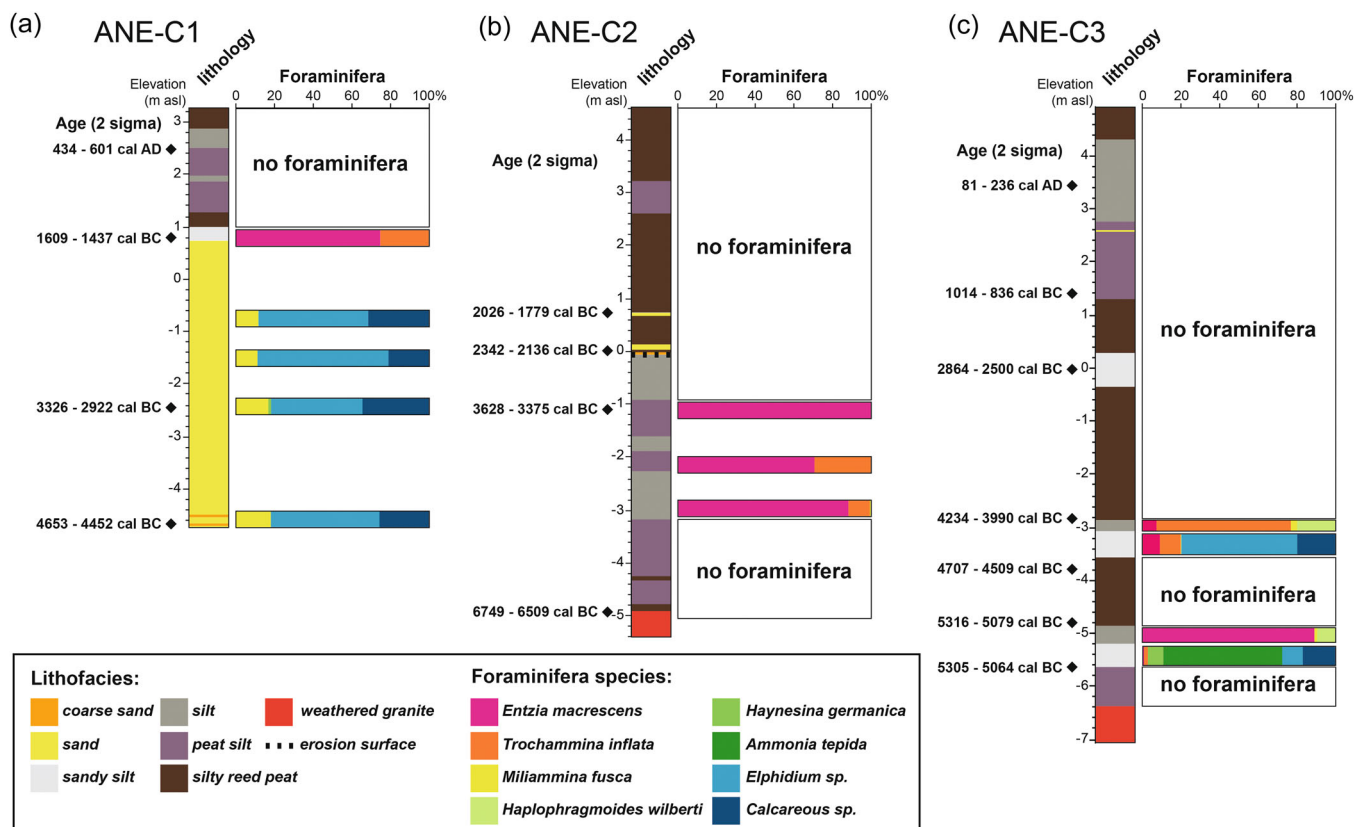 (a)
ANE-C1
lithology
Elevation
(m asl)
Foraminifera
0 20 40 60 80 100%
Age (2 sigma)
3
434 - 601 cal AD
2
no foraminifera
1
1609 - 1437 cal BC
0
-1
-2
3326 - 2922 cal BC
-3
-4
4653 - 4452 cal BC
(b)
ANE-C2
lithology
Elevation
(m asl)
Foraminifera
0 20 40 60 80 100%
4
Age (2 sigma)
3
2
no foraminifera
1
2026 - 1779 cal BC
2342 - 2136 cal BC
0
3628 - 3375 cal BC
-1
-2
-3
no foraminifera
-4
6749 - 6509 cal BC
-5
(c)
ANE-C3
lithology
Elevation
(m asl)
Foraminifera
0 20 40 60 80 100%
4
Age (2 sigma)
81 - 236 cal AD
3
2
1014 - 836 cal BC
1
no foraminifera
2864 - 2500 cal BC
0
-1
-2
4234 - 3990 cal BC
-3
4707 - 4509 cal BC
-4
no foraminifera
5316 - 5079 cal BC
-5
5305 - 5064 cal BC
-6
no foraminifera
-7
Lithofacies:
coarse sand
sand
sandy silt
silt
peat silt
silty reed peat
weathered granite
erosion surface
Foraminifera species:
Entzia macrescens
Trochammina inflata
Miliammina fusca
Haplophragmoides wilberti
Haynesina germanica
Ammonia tepida
Elphidium sp.
Calcareous sp.